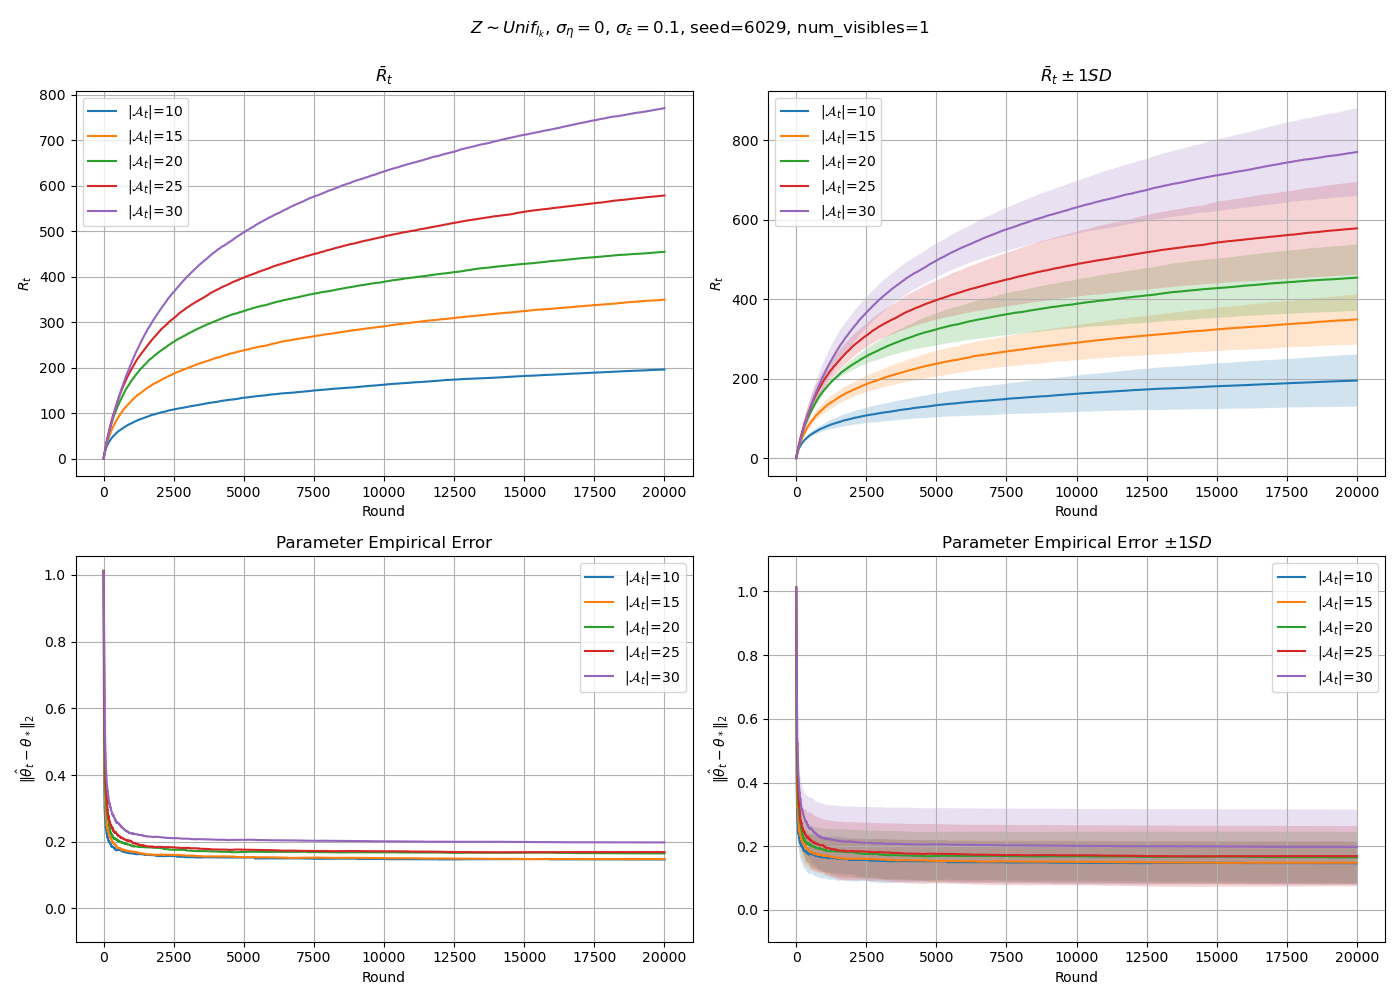 Z ∼ Unif_{I_k}, σ_η = 0, σ_ε = 0.1, seed=6029, num_visibles=1
R̄_t
R̄_t ± 1SD
800
700
600
500
400
300
200
100
0
R_t
|𝒜_t|=10
|𝒜_t|=15
|𝒜_t|=20
|𝒜_t|=25
|𝒜_t|=30
0 2500 5000 7500 10000 12500 15000 17500 20000
Round
800
600
400
200
0
R_t
|𝒜_t|=10
|𝒜_t|=15
|𝒜_t|=20
|𝒜_t|=25
|𝒜_t|=30
0 2500 5000 7500 10000 12500 15000 17500 20000
Round
Parameter Empirical Error
1.0
0.8
0.6
0.4
0.2
0.0
‖θ̂_t − θ_*‖_2
|𝒜_t|=10
|𝒜_t|=15
|𝒜_t|=20
|𝒜_t|=25
|𝒜_t|=30
0 2500 5000 7500 10000 12500 15000 17500 20000
Round
Parameter Empirical Error ±1SD
1.0
0.8
0.6
0.4
0.2
0.0
‖θ̂_t − θ_*‖_2
|𝒜_t|=10
|𝒜_t|=15
|𝒜_t|=20
|𝒜_t|=25
|𝒜_t|=30
0 2500 5000 7500 10000 12500 15000 17500 20000
Round